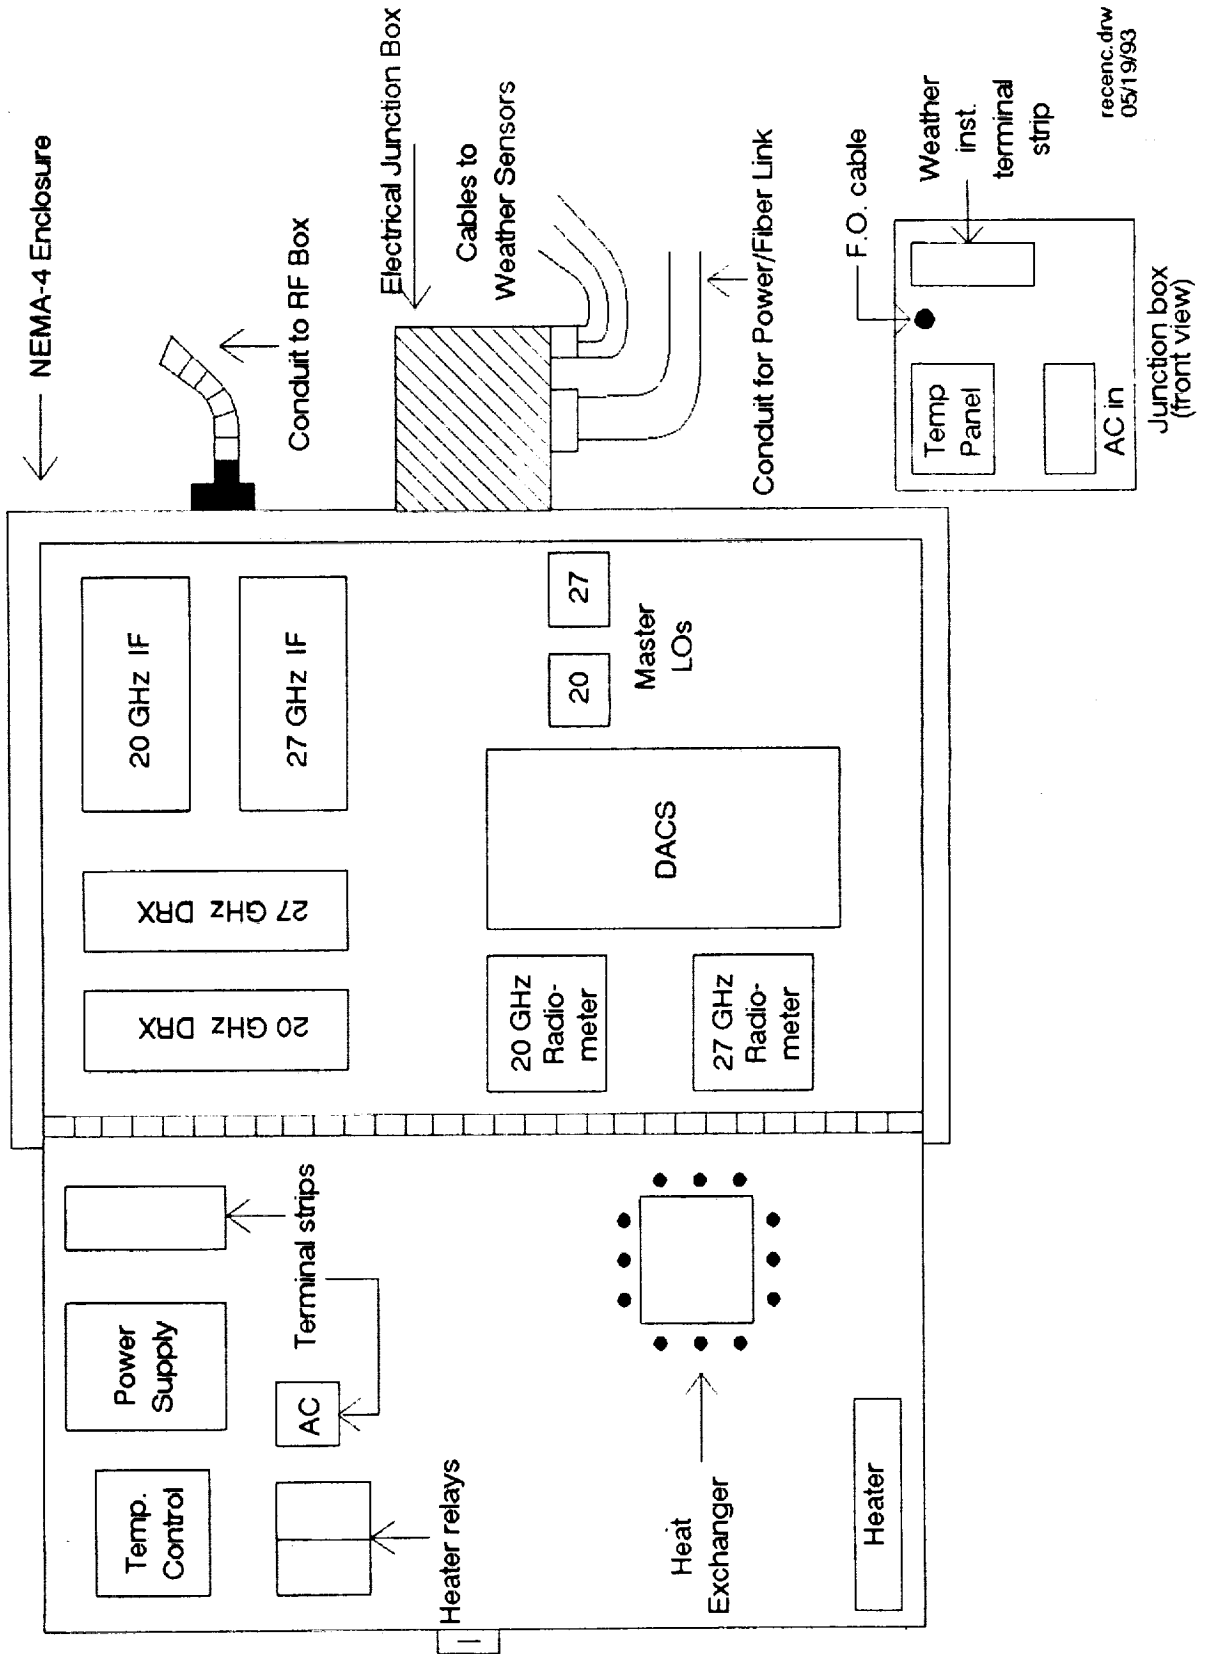 NEMA-4 Enclosure
Conduit to RF Box
Electrical Junction Box
Cables to
Weather Sensors
Conduit for Power/Fiber Link
Temp.
Control
Power
Supply
Terminal strips
AC
Heater relays
Heat
Exchanger
Heater
20 GHz DRX
27 GHz DRX
20 GHz IF
27 GHz IF
20 GHz
Radio-
meter
27 GHz
Radio-
meter
DACS
20
27
Master
LOs
F.O. cable
Weather
inst.
terminal
strip
Temp
Panel
AC in
Junction box
(front view)
recenc.drw
05/19/93